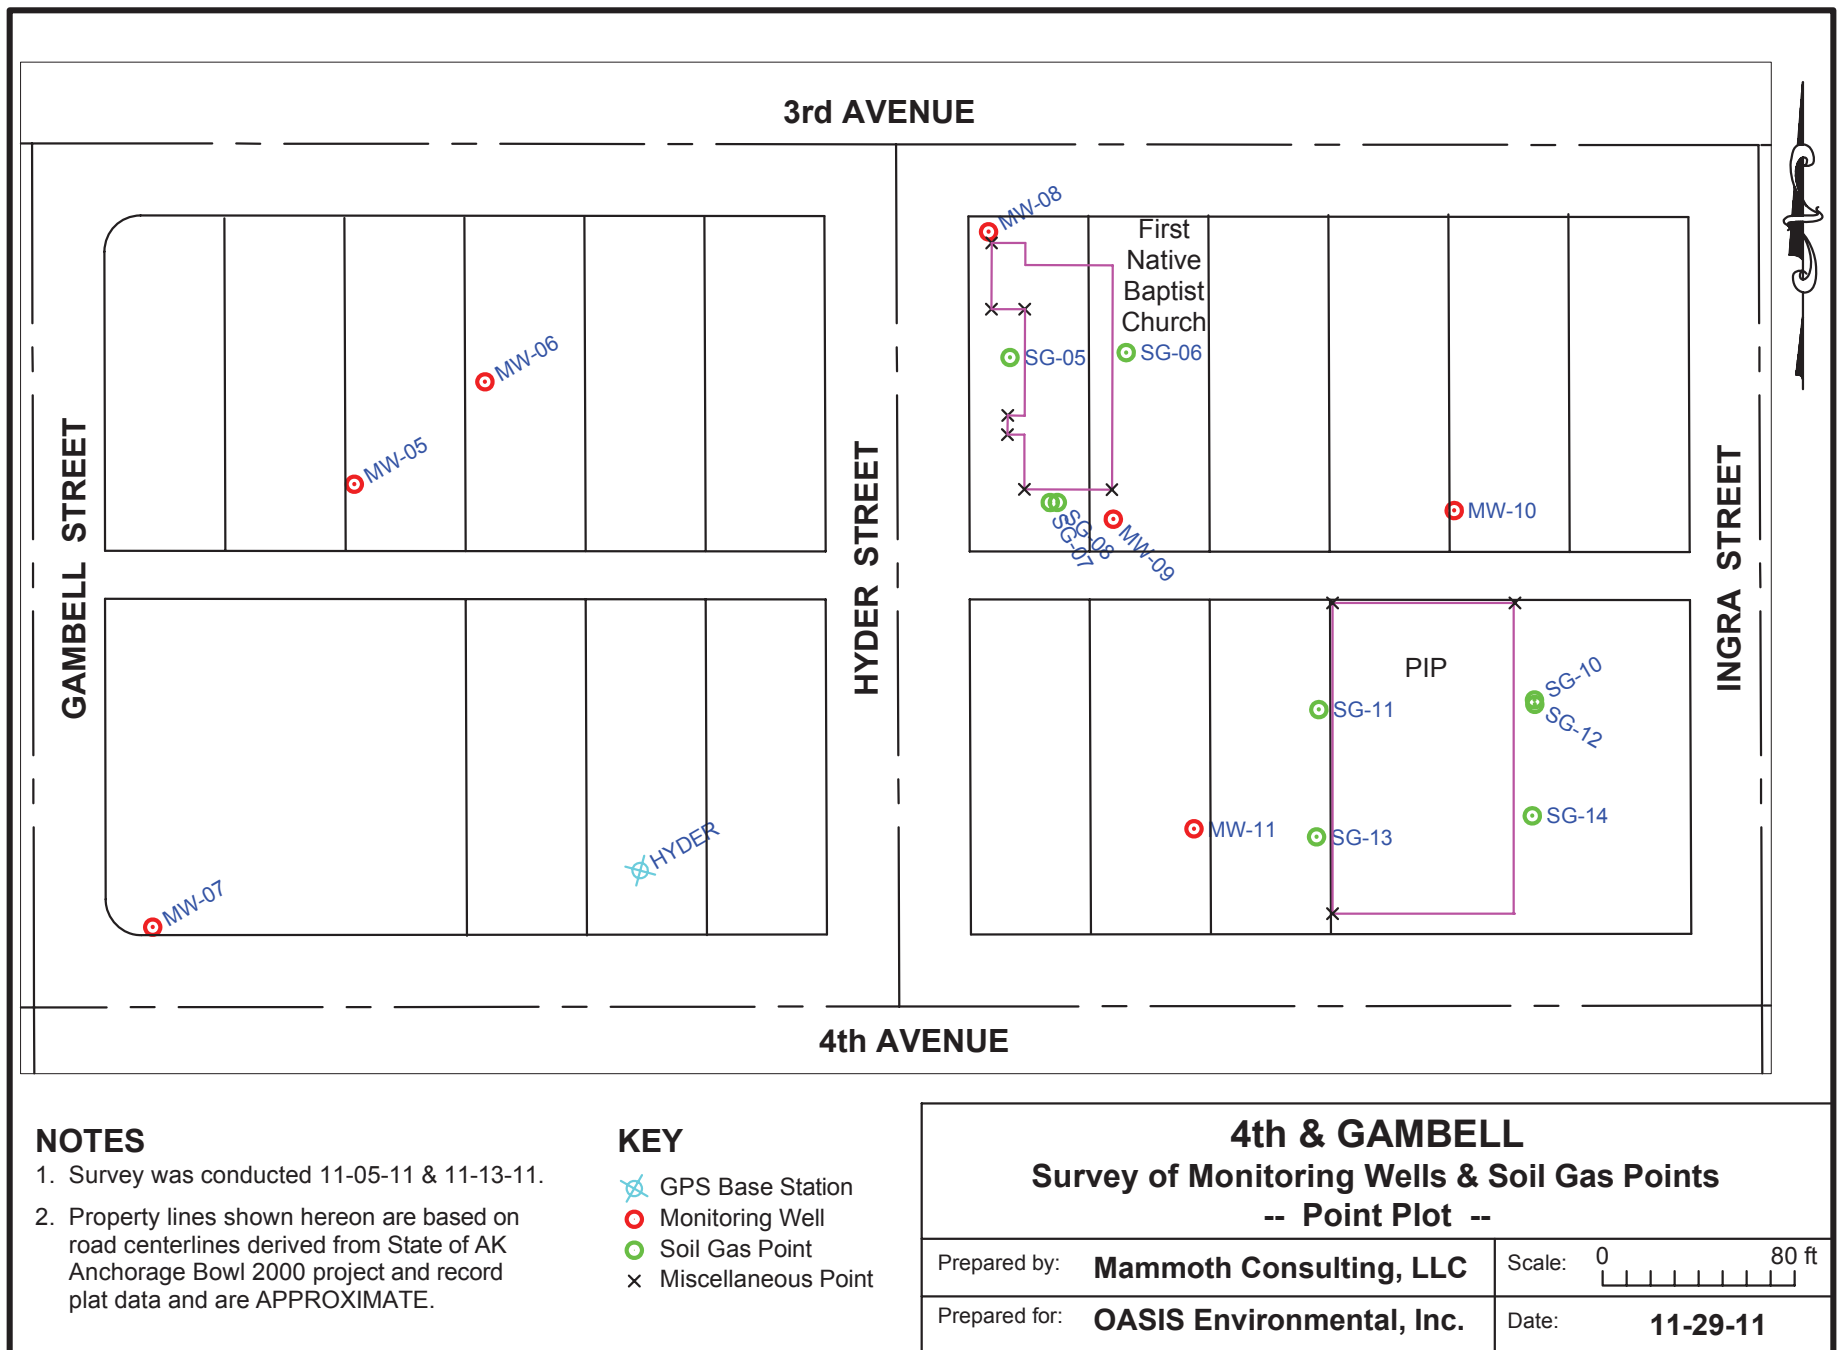 3rd AVENUE
MW-08
First
Native
Baptist
Church
MW-06
SG-05
SG-06
MW-05
SG-08
SG-07
MW-09
MW-10
GAMBELL STREET
HYDER STREET
INGRA STREET
PIP
SG-10
SG-11
SG-12
SG-14
MW-11
SG-13
HYDER
MW-07
4th AVENUE
NOTES
1. Survey was conducted 11-05-11 & 11-13-11.
2. Property lines shown hereon are based on
road centerlines derived from State of AK
Anchorage Bowl 2000 project and record
plat data and are APPROXIMATE.
KEY
GPS Base Station
Monitoring Well
Soil Gas Point
Miscellaneous Point
4th & GAMBELL
Survey of Monitoring Wells & Soil Gas Points
-- Point Plot --
Prepared by: Mammoth Consulting, LLC
Scale: 0 80 ft
Prepared for: OASIS Environmental, Inc.
Date: 11-29-11